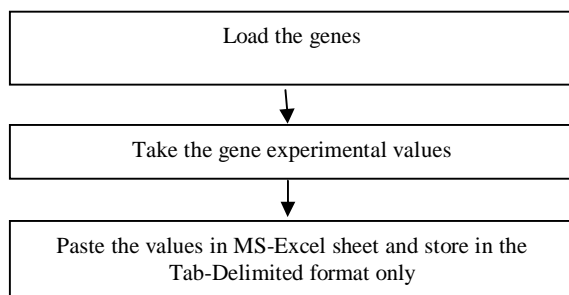 Load the genes
Take the gene experimental values
Paste the values in MS-Excel sheet and store in the
Tab-Delimited format only